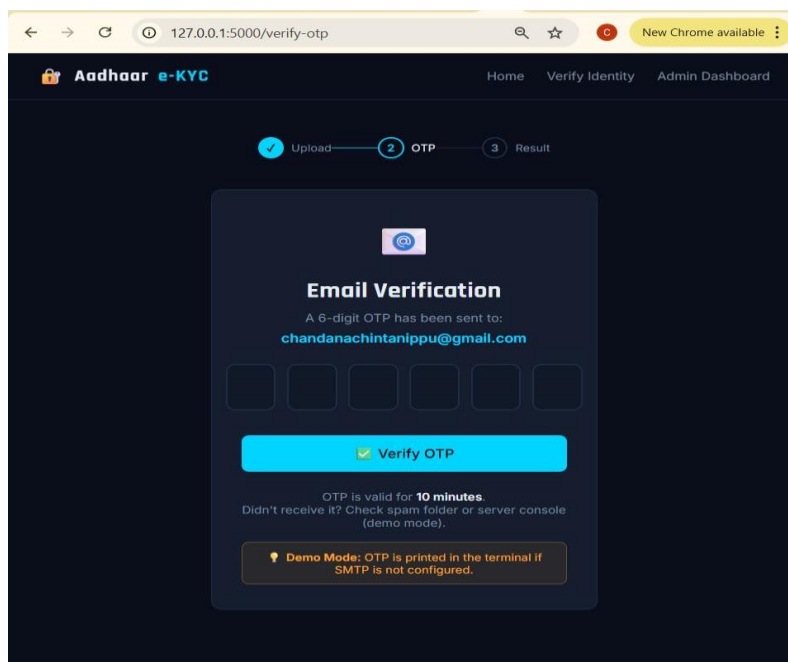 127.0.0.1:5000/verify-otp
C
New Chrome available
Aadhaar e-KYC
Home Verify Identity Admin Dashboard
✓ Upload 2 OTP 3 Result
@
Email Verification
A 6-digit OTP has been sent to:
chandanachintanippu@gmail.com
✅ Verify OTP
OTP is valid for 10 minutes.
Didn't receive it? Check spam folder or server console
(demo mode).
💡 Demo Mode: OTP is printed in the terminal if
SMTP is not configured.